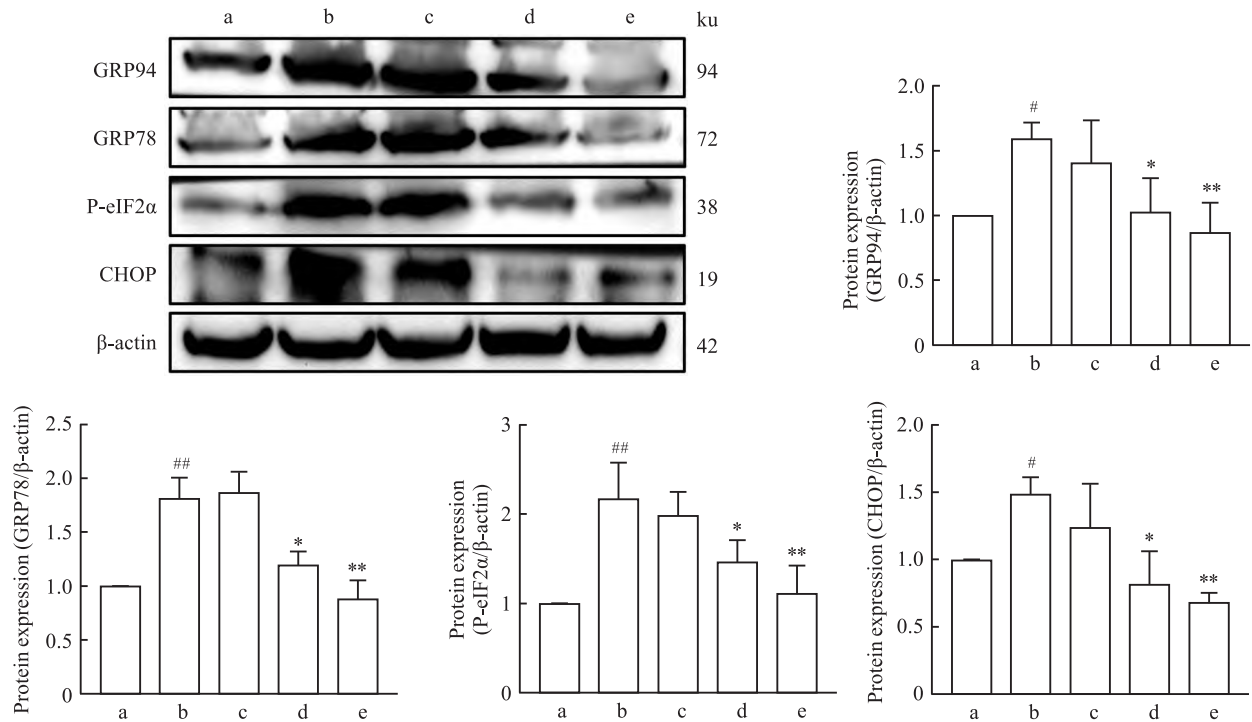 a b c d e ku
GRP94 94
GRP78 72
P-eIF2α 38
CHOP 19
β-actin 42
Protein expression
(GRP94/β-actin)
2.0
1.5
1.0
0.5
0
#
*
**
a b c d e
Protein expression (GRP78/β-actin)
2.5
2.0
1.5
1.0
0.5
0
##
*
**
a b c d e
Protein expression
(P-eIF2α/β-actin)
3
2
1
0
##
*
**
a b c d e
Protein expression (CHOP/β-actin)
2.0
1.5
1.0
0.5
0
#
*
**
a b c d e